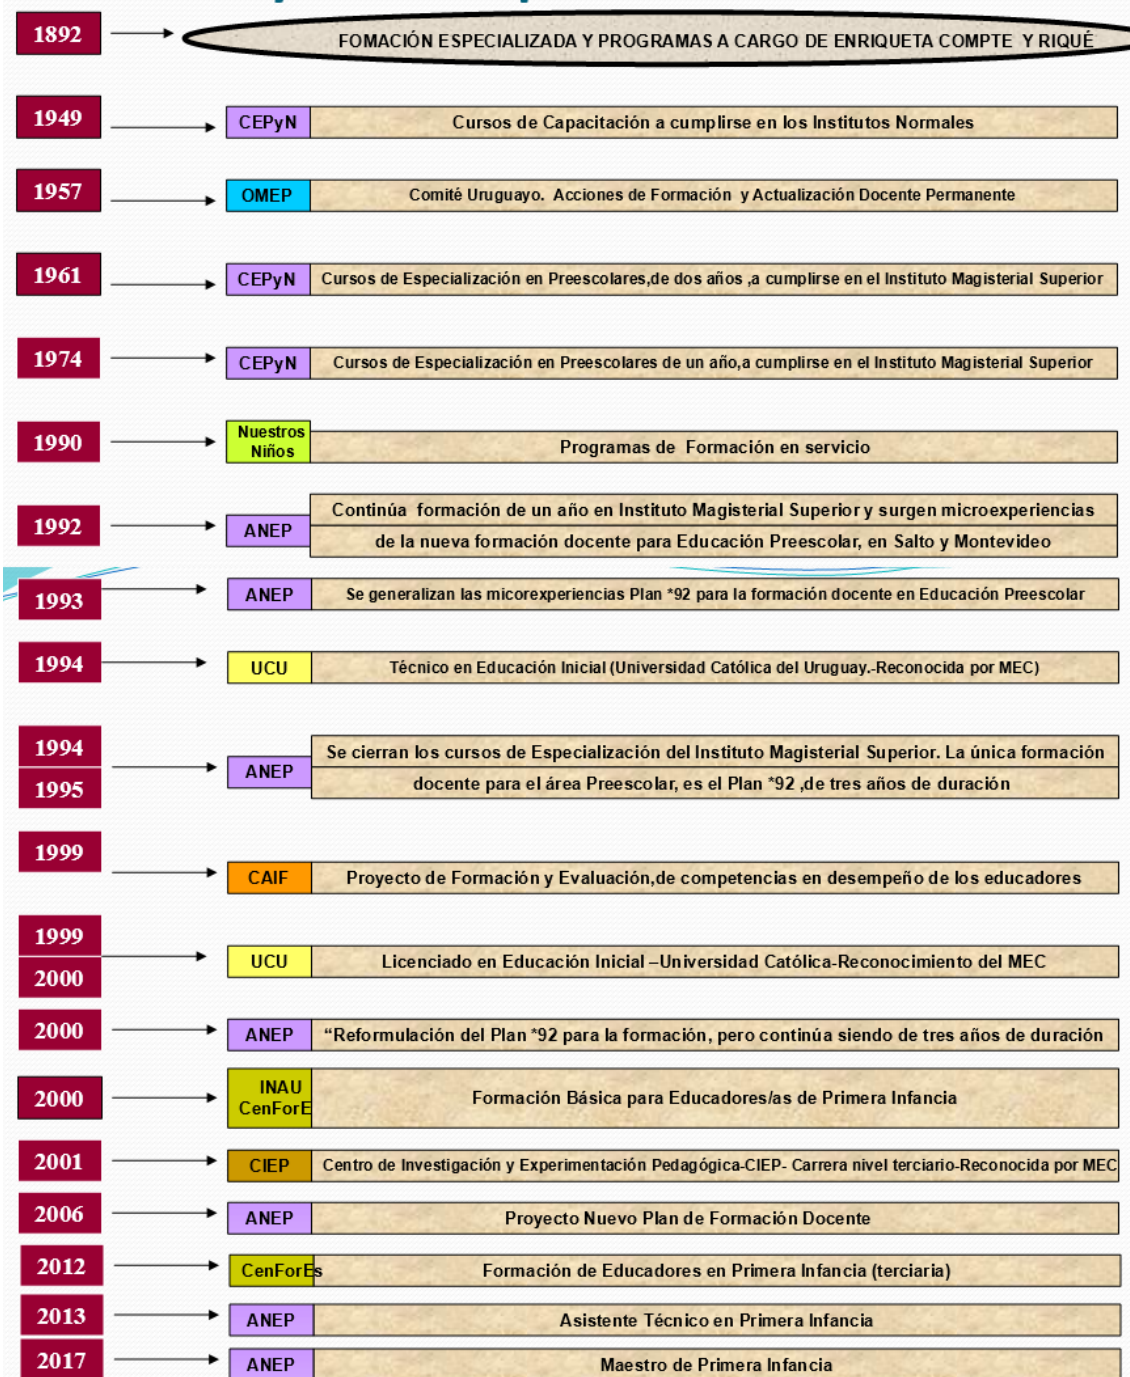 1892
FOMACIÓN ESPECIALIZADA Y PROGRAMAS A CARGO DE ENRIQUETA COMPTE Y RIQUÉ
1949
CEPyN
Cursos de Capacitación a cumplirse en los Institutos Normales
1957
OMEP
Comité Uruguayo. Acciones de Formación y Actualización Docente Permanente
1961
CEPyN
Cursos de Especialización en Preescolares,de dos años ,a cumplirse en el Instituto Magisterial Superior
1974
CEPyN
Cursos de Especialización en Preescolares de un año,a cumplirse en el Instituto Magisterial Superior
1990
Nuestros
Niños
Programas de Formación en servicio
1992
ANEP
Continúa formación de un año en Instituto Magisterial Superior y surgen microexperiencias
de la nueva formación docente para Educación Preescolar, en Salto y Montevideo
1993
ANEP
Se generalizan las micorexperiencias Plan *92 para la formación docente en Educación Preescolar
1994
UCU
Técnico en Educación Inicial (Universidad Católica del Uruguay.-Reconocida por MEC)
1994
1995
ANEP
Se cierran los cursos de Especialización del Instituto Magisterial Superior. La única formación
docente para el área Preescolar, es el Plan *92 ,de tres años de duración
1999
CAIF
Proyecto de Formación y Evaluación,de competencias en desempeño de los educadores
1999
2000
UCU
Licenciado en Educación Inicial –Universidad Católica-Reconocimiento del MEC
2000
ANEP
“Reformulación del Plan *92 para la formación, pero continúa siendo de tres años de duración
2000
INAU
CenForE
Formación Básica para Educadores/as de Primera Infancia
2001
CIEP
Centro de Investigación y Experimentación Pedagógica-CIEP- Carrera nivel terciario-Reconocida por MEC
2006
ANEP
Proyecto Nuevo Plan de Formación Docente
2012
CenForEs
Formación de Educadores en Primera Infancia (terciaria)
2013
ANEP
Asistente Técnico en Primera Infancia
2017
ANEP
Maestro de Primera Infancia